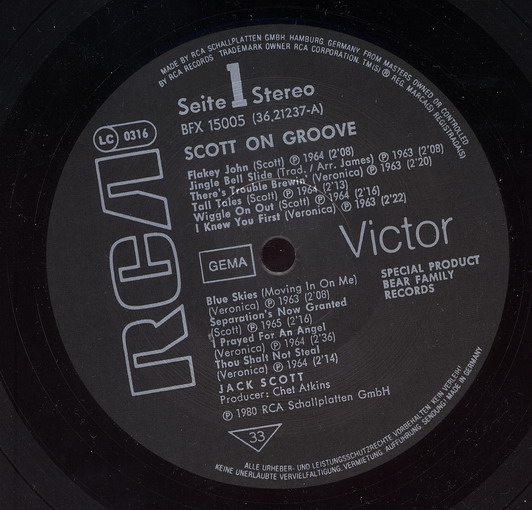 MADE BY RCA SCHALLPLATTEN GMBH HAMBURG, GERMANY FROM MASTERS OWNED OR CONTROLLED
BY RCA RECORDS TRADEMARK OWNER RCA CORPORATION. TM(S) ® REG. MARCA(S) REGISTRADA(S)
Seite 1 Stereo
BFX 15005 (36,21237-A)
LC 0316
SCOTT ON GROOVE
Flakey John (Scott) ℗ 1964 (2'08)
Jingle Bell Slide (Trad. / Arr. James) ℗ 1963 (2'08)
There's Trouble Brewin' (Veronica) ℗ 1963 (2'20)
Tall Tales (Scott) ℗ 1964 (2'13)
Wiggle On Out (Scott) ℗ 1964 (2'16)
I Knew You First (Veronica) ℗ 1963 (2'22)
RCA
Victor
GEMA
SPECIAL PRODUCT
BEAR FAMILY
RECORDS
Blue Skies (Moving In On Me)
(Veronica) ℗ 1963 (2'08)
Separation's Now Granted
(Scott) ℗ 1965 (2'16)
I Prayed For An Angel
(Veronica) ℗ 1964 (2'36)
Thou Shalt Not Steal
(Veronica) ℗ 1964 (2'14)
JACK SCOTT
Producer: Chet Atkins
℗ 1980 RCA Schallplatten GmbH
33
ALLE URHEBER- UND LEISTUNGSSCHUTZRECHTE VORBEHALTEN. KEIN VERLEIH!
KEINE UNERLAUBTE VERVIELFÄLTIGUNG, VERMIETUNG, AUFFÜHRUNG, SENDUNG! MADE IN GERMANY